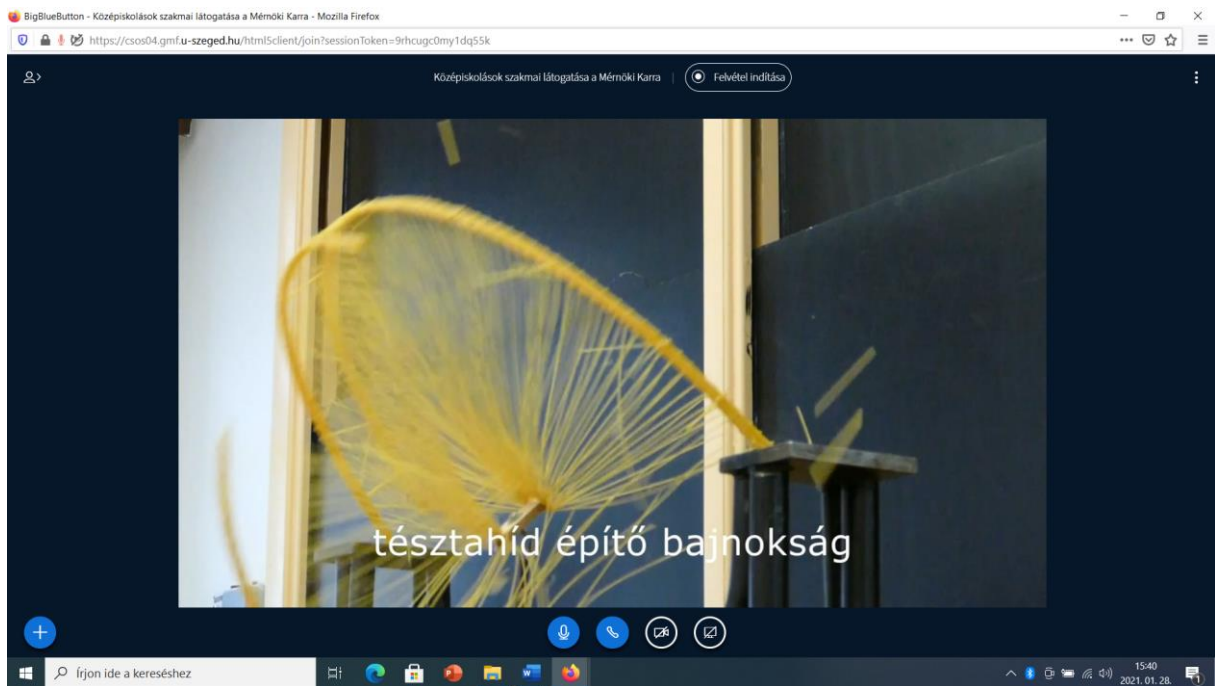 BigBlueButton - Középiskolások szakmai látogatása a Mérnöki Karra - Mozilla Firefox
https://csos04.gmf.u-szeged.hu/html5client/join?sessionToken=9rhcugc0my1dq55k
Középiskolások szakmai látogatása a Mérnöki Karra | Felvétel indítása
tésztahíd építő bajnokság
Írjon ide a kereséshez
15:40
2021. 01. 28.
1